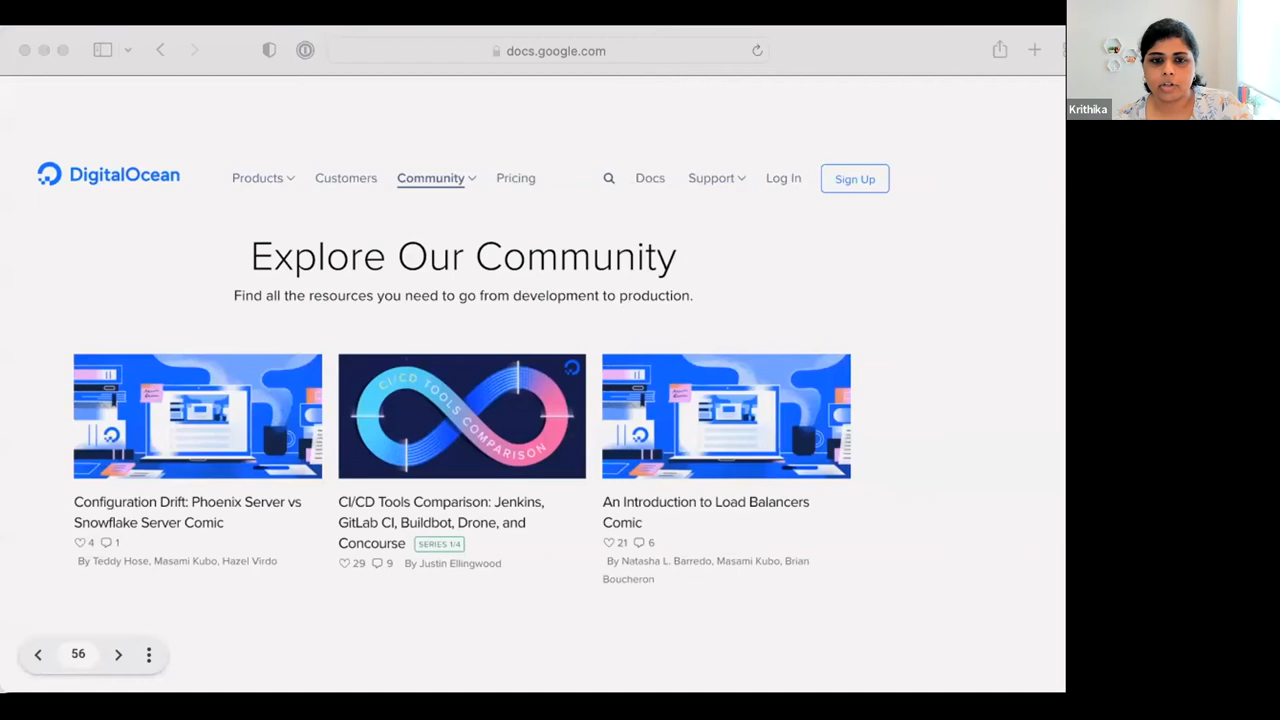 docs.google.com
Krithika
DigitalOcean
Products
Customers
Community
Pricing
Docs
Support
Log In
Sign Up
Explore Our Community
Find all the resources you need to go from development to production.
CI/CD TOOLS COMPARISON
Configuration Drift: Phoenix Server vs
Snowflake Server Comic
4 1
By Teddy Hose, Masami Kubo, Hazel Virdo
CI/CD Tools Comparison: Jenkins,
GitLab CI, Buildbot, Drone, and
Concourse SERIES 1/4
29 9 By Justin Ellingwood
An Introduction to Load Balancers
Comic
21 6
By Natasha L. Barredo, Masami Kubo, Brian
Boucheron
56